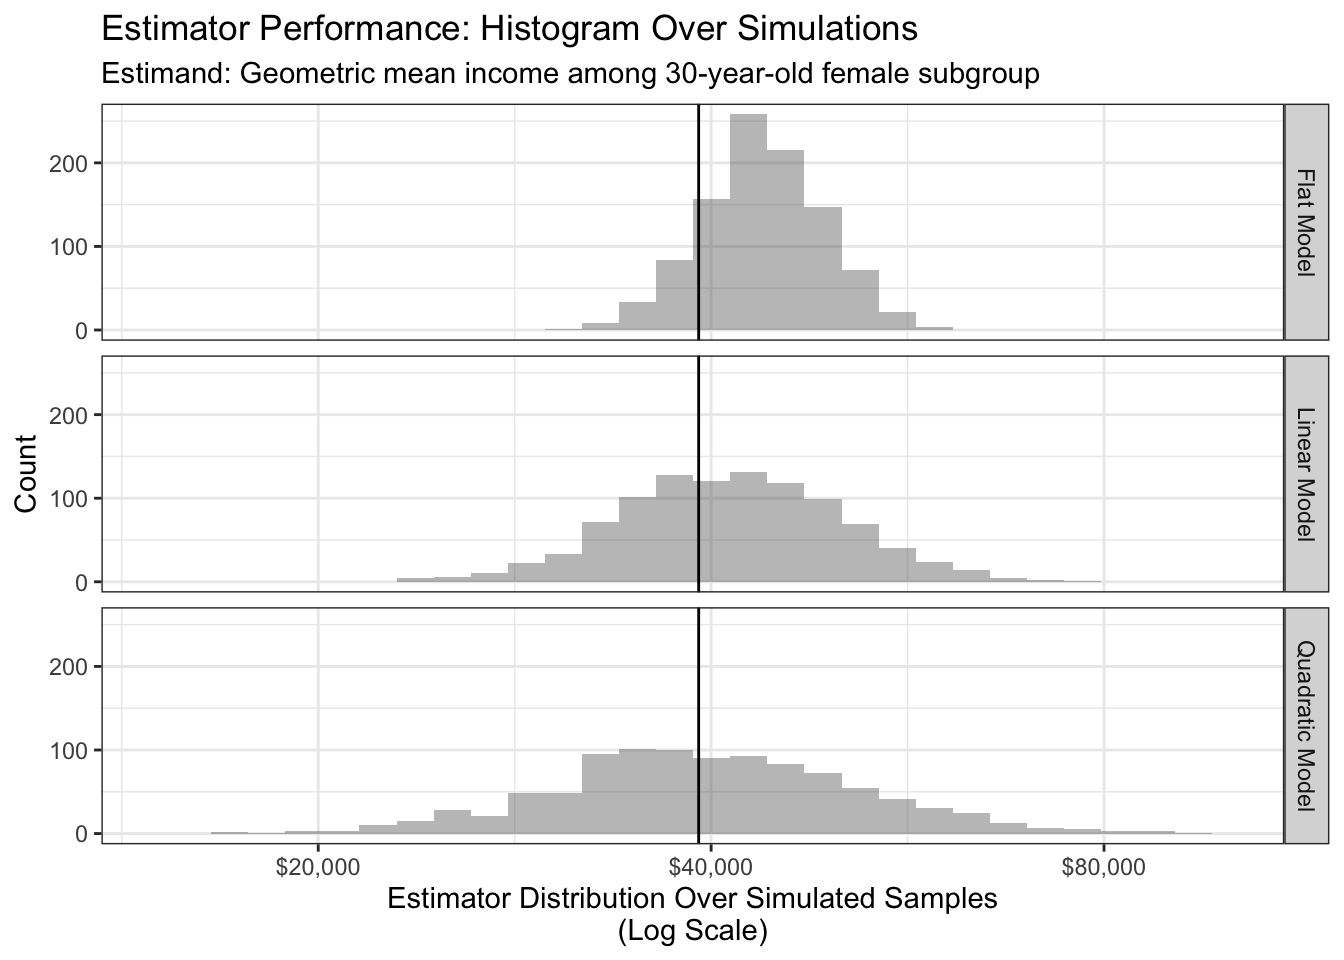 Estimator Performance: Histogram Over Simulations
Estimand: Geometric mean income among 30-year-old female subgroup
200
100
0
Flat Model
Count
200
100
0
Linear Model
200
100
0
Quadratic Model
$20,000
$40,000
$80,000
Estimator Distribution Over Simulated Samples
(Log Scale)